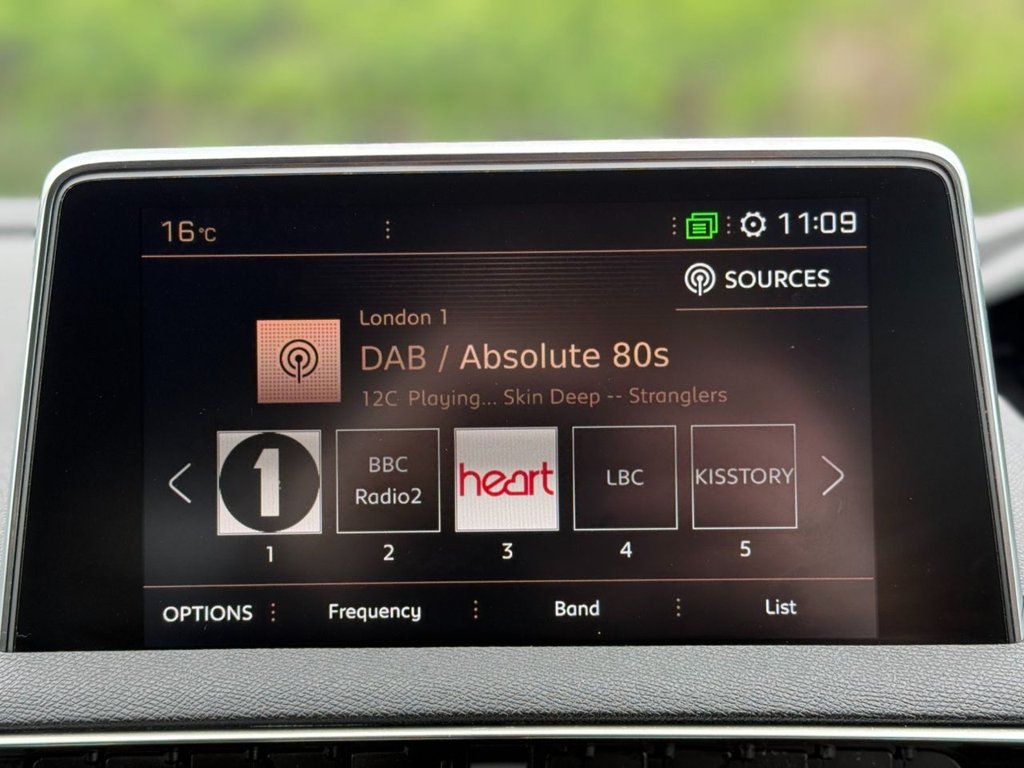 16°C 11:09
SOURCES
London 1
DAB / Absolute 80s
12C Playing... Skin Deep -- Stranglers
1
BBC
Radio2
heart
LBC
KISSTORY
1 2 3 4 5
OPTIONS Frequency Band List